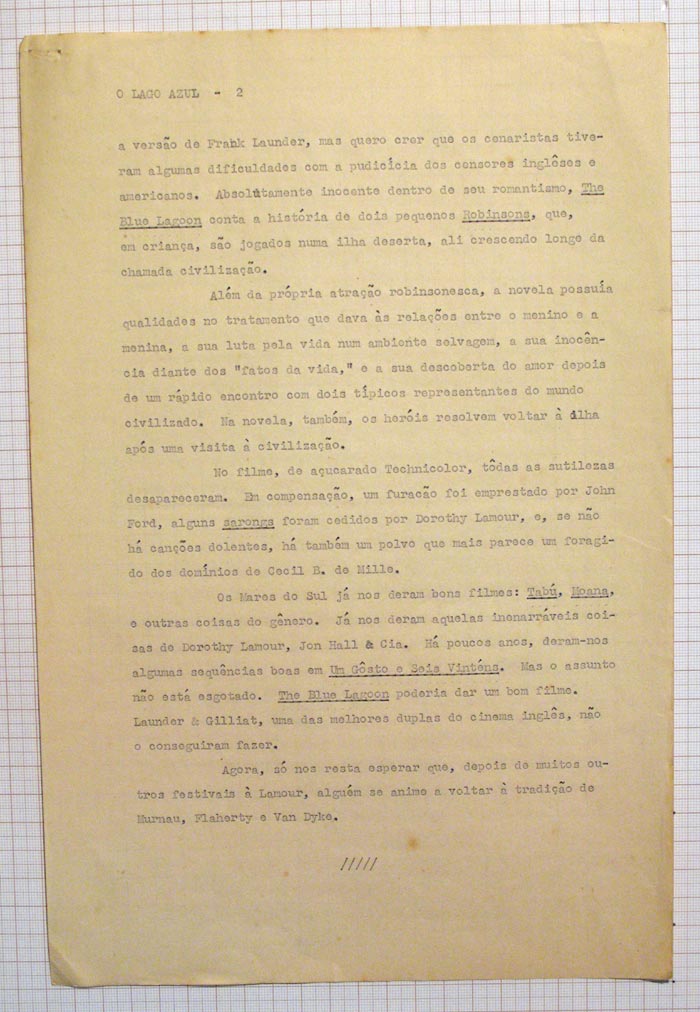 O LAGO AZUL - 2
a versão de Frank Launder, mas quero crer que os cenaristas tive-
ram algumas dificuldades com a pudicícia dos censores inglêses e
americanos. Absolutamente inocente dentro de seu romantismo, The
Blue Lagoon conta a história de dois pequenos Robinsons, que,
em criança, são jogados numa ilha deserta, ali crescendo longe da
chamada civilização.
Além da própria atração robinsonesca, a novela possuía
qualidades no tratamento que dava às relações entre o menino e a
menina, a sua luta pela vida num ambiente selvagem, a sua inocên-
cia diante dos "fatos da vida," e a sua descoberta do amor depois
de um rápido encontro com dois típicos representantes do mundo
civilizado. Na novela, também, os heróis resolvem voltar à ilha
após uma visita à civilização.
No filme, de açucarado Technicolor, tôdas as sutilezas
desapareceram. Em compensação, um furacão foi emprestado por John
Ford, alguns sarongs foram cedidos por Dorothy Lamour, e, se não
há canções dolentes, há também um polvo que mais parece um foragi-
do dos domínios de Cecil B. de Mille.
Os Mares do Sul já nos deram bons filmes: Tabú, Moana,
e outras coisas do gênero. Já nos deram aquelas inenarráveis coi-
sas de Dorothy Lamour, Jon Hall & Cia. Há poucos anos, deram-nos
algumas sequências boas em Um Gôsto e Seis Vinténs. Mas o assunto
não está esgotado. The Blue Lagoon poderia dar um bom filme.
Launder & Gilliat, uma das melhores duplas do cinema inglês, não
o conseguiram fazer.
Agora, só nos resta esperar que, depois de muitos ou-
tros festivais à Lamour, alguém se anime a voltar à tradição de
Murnau, Flaherty e Van Dyke.
/////